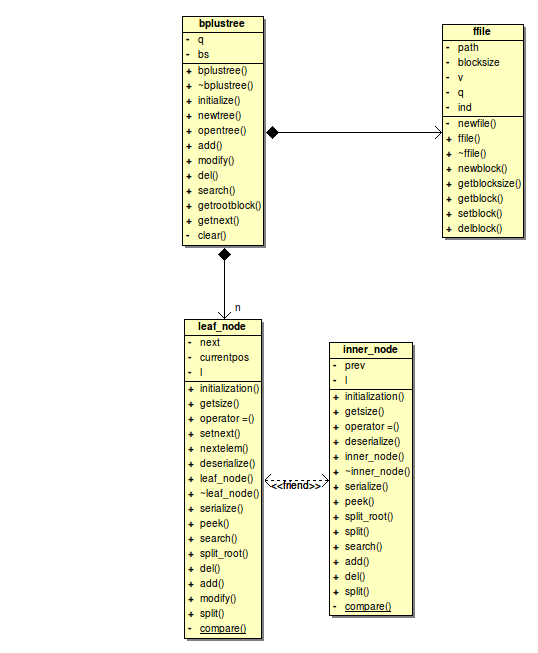 bplustree
- q
- bs
+ bplustree()
+ ~bplustree()
+ initialize()
+ newtree()
+ opentree()
+ add()
+ modify()
+ del()
+ search()
+ getrootblock()
+ getnext()
- clear()
ffile
- path
- blocksize
- v
- q
- ind
- newfile()
+ ffile()
+ ~ffile()
+ newblock()
+ getblocksize()
+ getblock()
+ setblock()
+ delblock()
n
leaf_node
- next
- currentpos
- l
+ initialization()
+ getsize()
+ operator =()
+ setnext()
+ nextelem()
+ deserialize()
+ leaf_node()
+ ~leaf_node()
+ serialize()
+ peek()
+ search()
+ split_root()
+ del()
+ add()
+ modify()
+ split()
- compare()
<<friend>>
inner_node
- prev
- l
+ initialization()
+ getsize()
+ operator =()
+ deserialize()
+ inner_node()
+ ~inner_node()
+ serialize()
+ peek()
+ split_root()
+ split()
+ search()
+ add()
+ del()
+ split()
- compare()